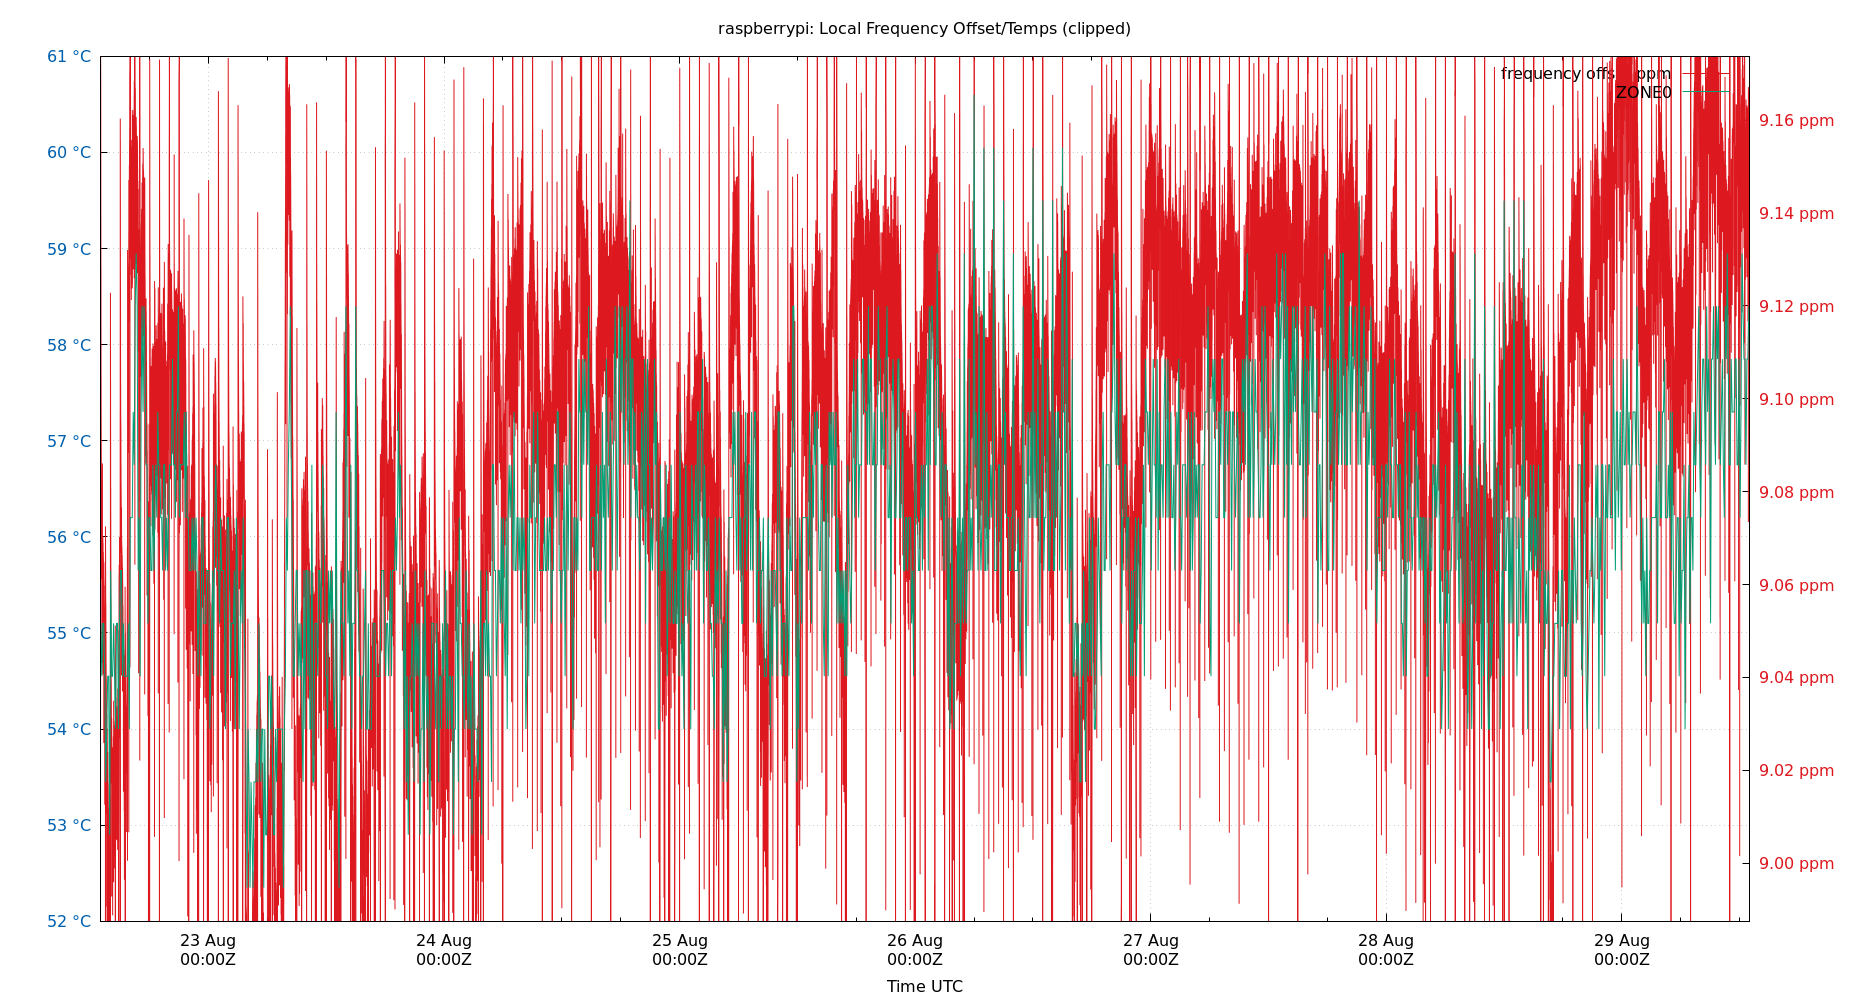 raspberrypi: Local Frequency Offset/Temps (clipped)
61 °C
60 °C
59 °C
58 °C
57 °C
56 °C
55 °C
54 °C
53 °C
52 °C
frequency offs ppm
ZONE0
9.16 ppm
9.14 ppm
9.12 ppm
9.10 ppm
9.08 ppm
9.06 ppm
9.04 ppm
9.02 ppm
9.00 ppm
23 Aug 24 Aug 25 Aug 26 Aug 27 Aug 28 Aug 29 Aug
00:00Z 00:00Z 00:00Z 00:00Z 00:00Z 00:00Z 00:00Z
Time UTC